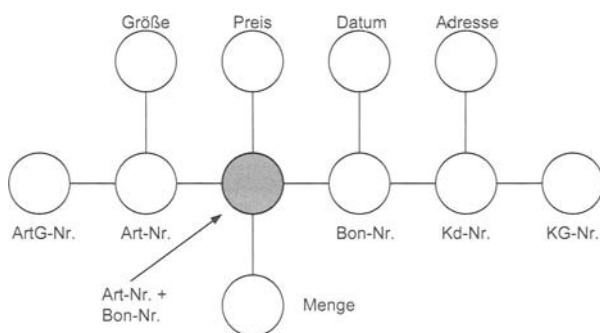 Größe
Preis
Datum
Adresse
ArtG-Nr.
Art-Nr.
Bon-Nr.
Kd-Nr.
KG-Nr.
Art-Nr. +
Bon-Nr.
Menge